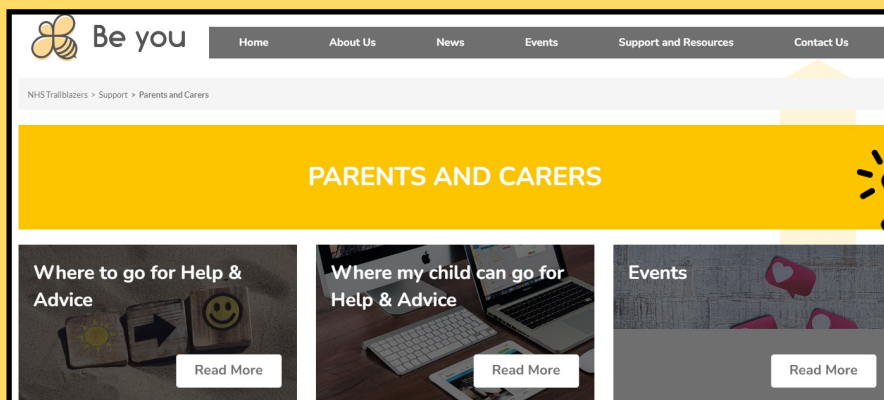 Be you
Home About Us News Events Support and Resources Contact Us
NHS Trailblazers > Support > Parents and Carers
PARENTS AND CARERS
Where to go for Help &
Advice
Read More
Where my child can go for
Help & Advice
Read More
Events
Read More